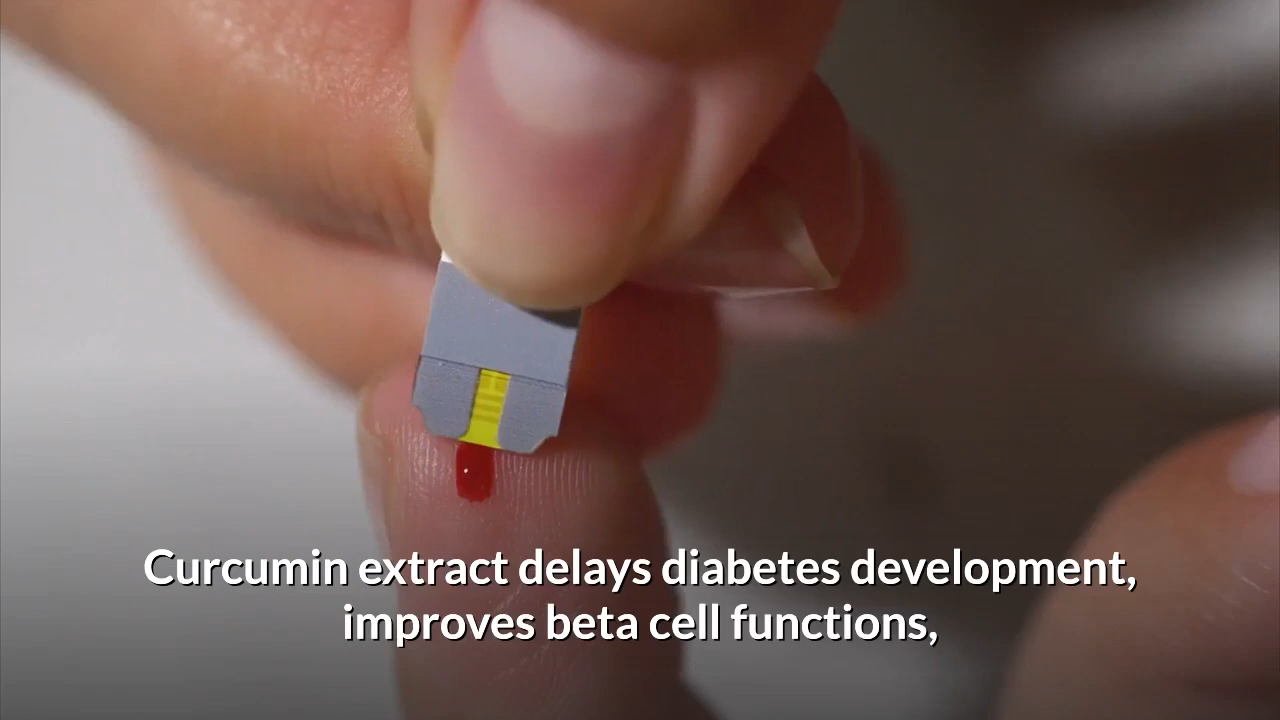 Curcumin extract delays diabetes development,
improves beta cell functions,